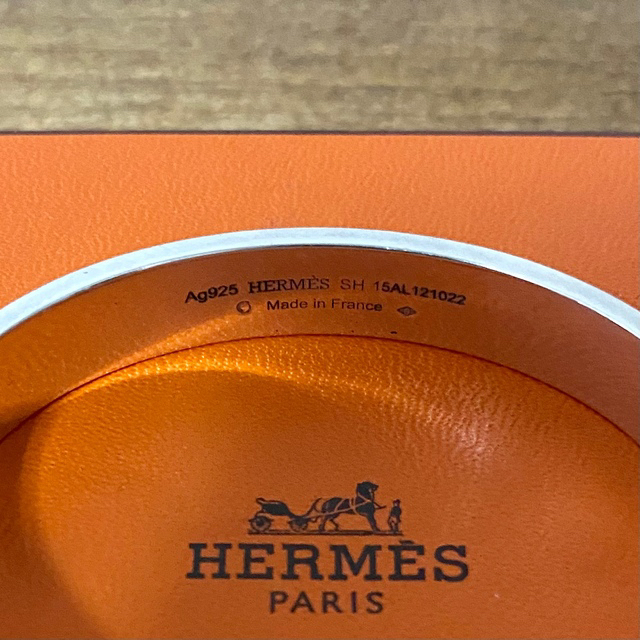 Ag925 HERMÈS SH 15AL121022
Made in France
HERMÈS
PARIS